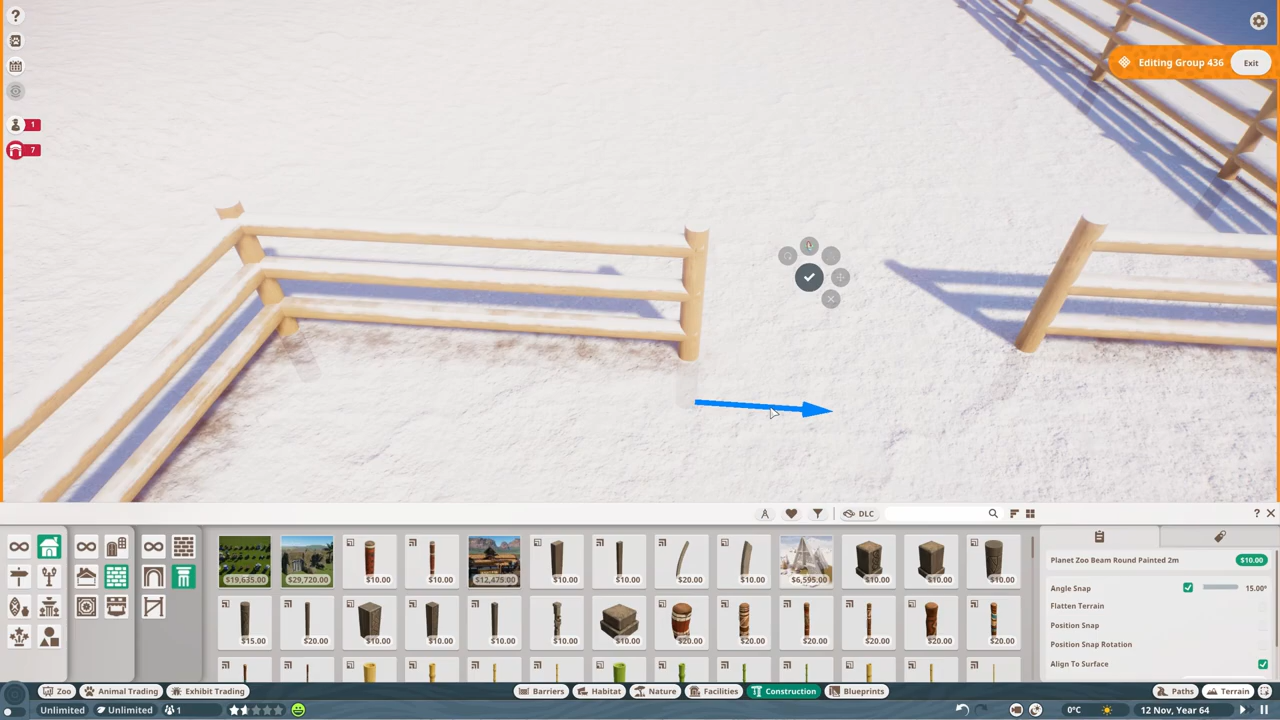 ?
Editing Group 436
Exit
1
7
DLC
?
$19,635.00
$29,720.00
$10.00
$10.00
$12,475.00
$10.00
$10.00
$20.00
$10.00
$6,595.00
$10.00
$10.00
$10.00
$15.00
$20.00
$10.00
$10.00
$10.00
$10.00
$10.00
$20.00
$20.00
$20.00
$20.00
$20.00
$20.00
Planet Zoo Beam Round Painted 2m
$10.00
Angle Snap
15.00°
Flatten Terrain
Position Snap
Position Snap Rotation
Align To Surface
Zoo
Animal Trading
Exhibit Trading
Barriers
Habitat
Nature
Facilities
Construction
Blueprints
Paths
Terrain
Unlimited
Unlimited
1
0°C
12 Nov, Year 64